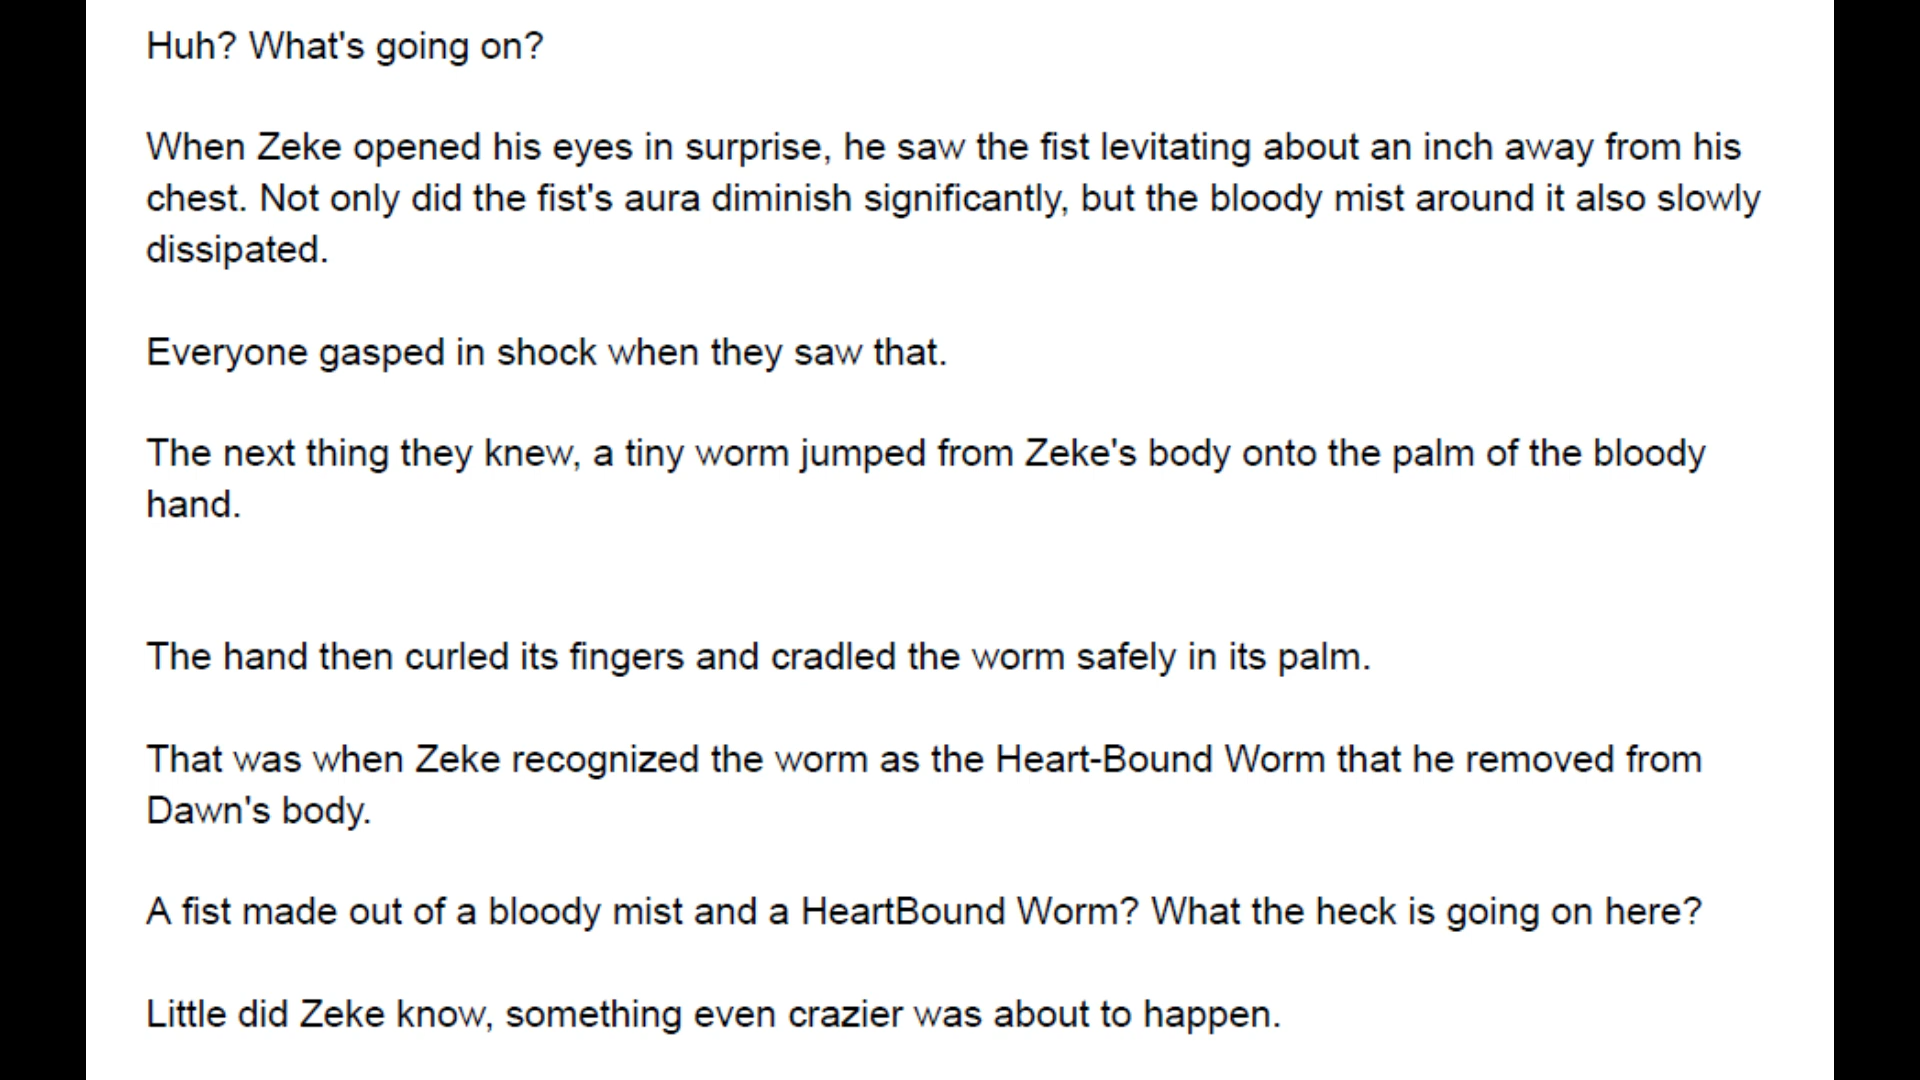 Huh? What's going on?
When Zeke opened his eyes in surprise, he saw the fist levitating about an inch away from his
chest. Not only did the fist's aura diminish significantly, but the bloody mist around it also slowly
dissipated.
Everyone gasped in shock when they saw that.
The next thing they knew, a tiny worm jumped from Zeke's body onto the palm of the bloody
hand.
The hand then curled its fingers and cradled the worm safely in its palm.
That was when Zeke recognized the worm as the Heart-Bound Worm that he removed from
Dawn's body.
A fist made out of a bloody mist and a HeartBound Worm? What the heck is going on here?
Little did Zeke know, something even crazier was about to happen.